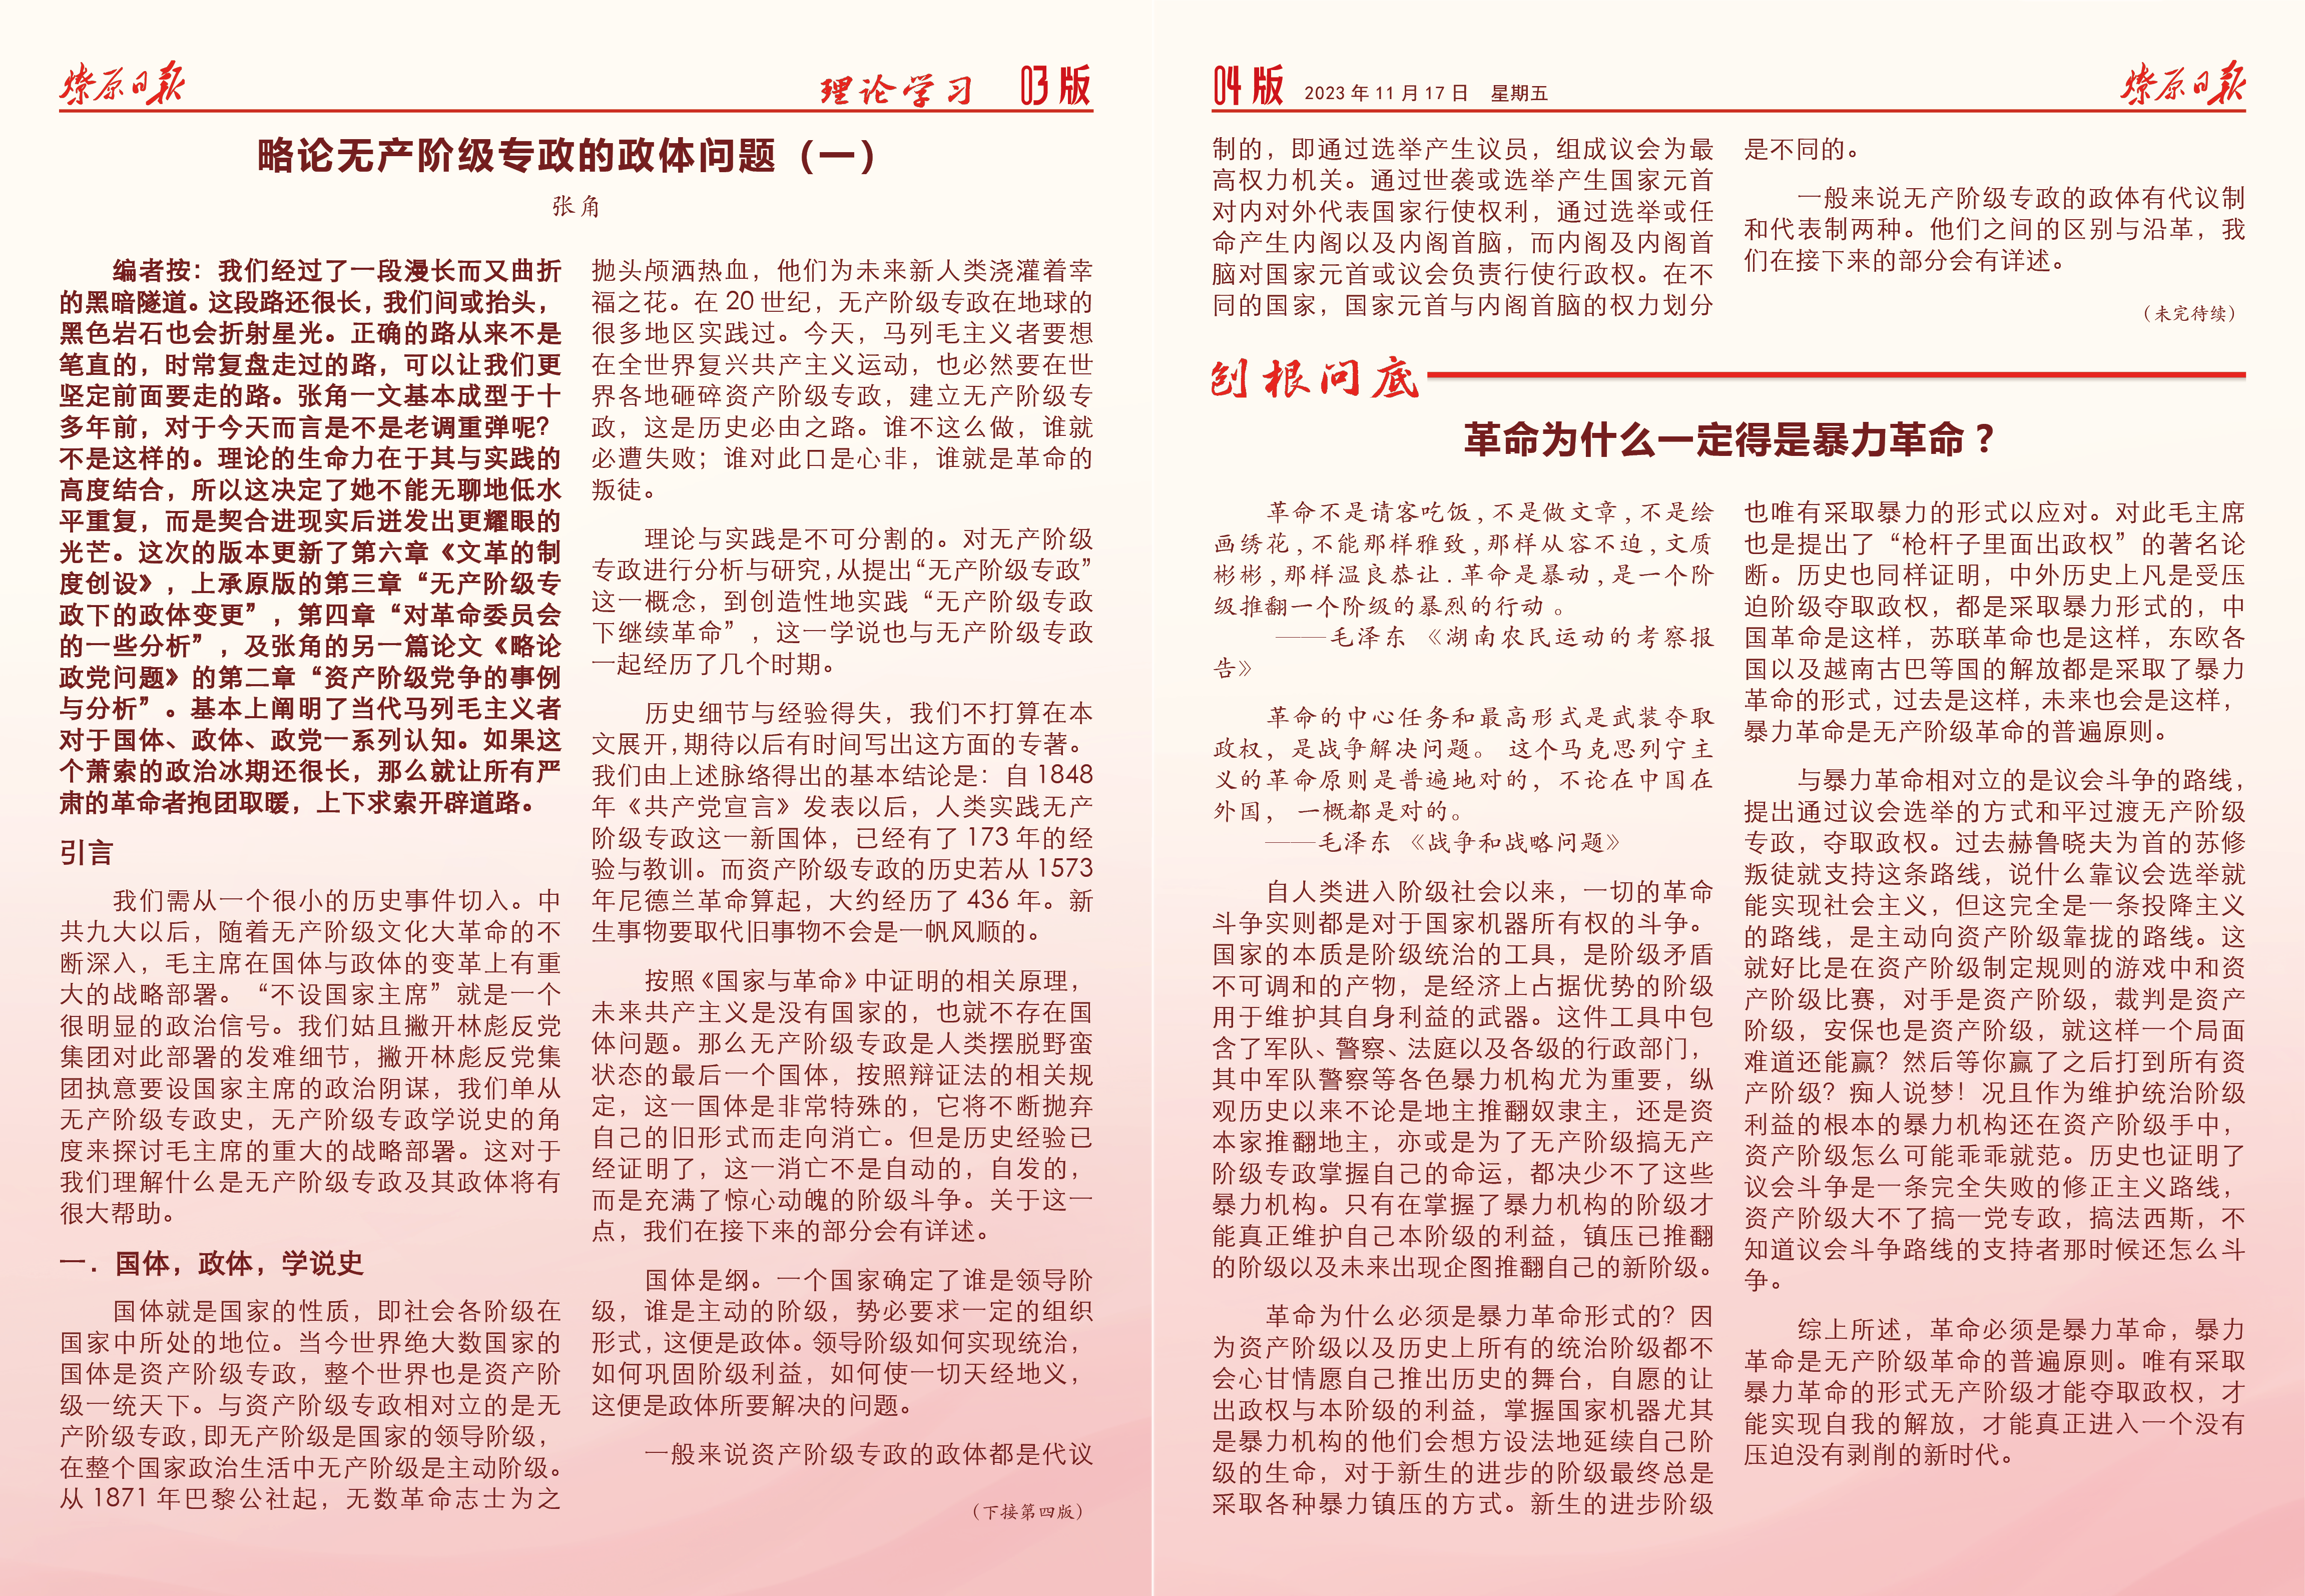 燎原日报
理论学习
03版
略论无产阶级专政的政体问题（一）
张角
编者按：我们经过了一段漫长而又曲折
的黑暗隧道。这段路还很长，我们间或抬头，
黑色岩石也会折射星光。正确的路从来不是
笔直的，时常复盘走过的路，可以让我们更
坚定前面要走的路。张角一文基本成型于十
多年前，对于今天而言是不是老调重弹呢？
不是这样的。理论的生命力在于其与实践的
高度结合，所以这决定了她不能无聊地低水
平重复，而是契合进现实后迸发出更耀眼的
光芒。这次的版本更新了第六章《文革的制
度创设》，上承原版的第三章“无产阶级专
政下的政体变更”，第四章“对革命委员会
的一些分析”，及张角的另一篇论文《略论
政党问题》的第二章“资产阶级党争的事例
与分析”。基本上阐明了当代马列毛主义者
对于国体、政体、政党一系列认知。如果这
个萧索的政治冰期还很长，那么就让所有严
肃的革命者抱团取暖，上下求索开辟道路。
引言
我们需从一个很小的历史事件切入。中
共九大以后，随着无产阶级文化大革命的不
断深入，毛主席在国体与政体的变革上有重
大的战略部署。“不设国家主席”就是一个
很明显的政治信号。我们姑且撇开林彪反党
集团对此部署的发难细节，撇开林彪反党集
团执意要设国家主席的政治阴谋，我们单从
无产阶级专政史，无产阶级专政学说史的角
度来探讨毛主席的重大的战略部署。这对于
我们理解什么是无产阶级专政及其政体将有
很大帮助。
一．国体，政体，学说史
国体就是国家的性质，即社会各阶级在
国家中所处的地位。当今世界绝大数国家的
国体是资产阶级专政，整个世界也是资产阶
级一统天下。与资产阶级专政相对立的是无
产阶级专政，即无产阶级是国家的领导阶级，
在整个国家政治生活中无产阶级是主动阶级。
从 1871 年巴黎公社起，无数革命志士为之
抛头颅洒热血，他们为未来新人类浇灌着幸
福之花。在 20 世纪，无产阶级专政在地球的
很多地区实践过。今天，马列毛主义者要想
在全世界复兴共产主义运动，也必然要在世
界各地砸碎资产阶级专政，建立无产阶级专
政，这是历史必由之路。谁不这么做，谁就
必遭失败；谁对此口是心非，谁就是革命的
叛徒。
理论与实践是不可分割的。对无产阶级
专政进行分析与研究，从提出“无产阶级专政”
这一概念，到创造性地实践“无产阶级专政
下继续革命”，这一学说也与无产阶级专政
一起经历了几个时期。
历史细节与经验得失，我们不打算在本
文展开，期待以后有时间写出这方面的专著。
我们由上述脉络得出的基本结论是：自 1848
年《共产党宣言》发表以后，人类实践无产
阶级专政这一新国体，已经有了 173 年的经
验与教训。而资产阶级专政的历史若从 1573
年尼德兰革命算起，大约经历了 436 年。新
生事物要取代旧事物不会是一帆风顺的。
按照《国家与革命》中证明的相关原理，
未来共产主义是没有国家的，也就不存在国
体问题。那么无产阶级专政是人类摆脱野蛮
状态的最后一个国体，按照辩证法的相关规
定，这一国体是非常特殊的，它将不断抛弃
自己的旧形式而走向消亡。但是历史经验已
经证明了，这一消亡不是自动的，自发的，
而是充满了惊心动魄的阶级斗争。关于这一
点，我们在接下来的部分会有详述。
国体是纲。一个国家确定了谁是领导阶
级，谁是主动的阶级，势必要求一定的组织
形式，这便是政体。领导阶级如何实现统治，
如何巩固阶级利益，如何使一切天经地义，
这便是政体所要解决的问题。
一般来说资产阶级专政的政体都是代议
（下接第四版）
04版
2023 年 11 月 17 日 星期五
燎原日报
制的，即通过选举产生议员，组成议会为最
高权力机关。通过世袭或选举产生国家元首
对内对外代表国家行使权利，通过选举或任
命产生内阁以及内阁首脑，而内阁及内阁首
脑对国家元首或议会负责行使行政权。在不
同的国家，国家元首与内阁首脑的权力划分
是不同的。
一般来说无产阶级专政的政体有代议制
和代表制两种。他们之间的区别与沿革，我
们在接下来的部分会有详述。
（未完待续）
刨根问底
革命为什么一定得是暴力革命？
革命不是请客吃饭，不是做文章，不是绘
画绣花，不能那样雅致，那样从容不迫，文质
彬彬，那样温良恭让．革命是暴动，是一个阶
级推翻一个阶级的暴烈的行动 。
——毛泽东 《湖南农民运动的考察报
告》
革命的中心任务和最高形式是武装夺取
政权，是战争解决问题。 这个马克思列宁主
义的革命原则是普遍地对的，不论在中国在
外国， 一概都是对的。
——毛泽东 《战争和战略问题》
自人类进入阶级社会以来，一切的革命
斗争实则都是对于国家机器所有权的斗争。
国家的本质是阶级统治的工具，是阶级矛盾
不可调和的产物，是经济上占据优势的阶级
用于维护其自身利益的武器。这件工具中包
含了军队、警察、法庭以及各级的行政部门，
其中军队警察等各色暴力机构尤为重要，纵
观历史以来不论是地主推翻奴隶主，还是资
本家推翻地主，亦或是为了无产阶级搞无产
阶级专政掌握自己的命运，都决少不了这些
暴力机构。只有在掌握了暴力机构的阶级才
能真正维护自己本阶级的利益，镇压已推翻
的阶级以及未来出现企图推翻自己的新阶级。
革命为什么必须是暴力革命形式的？因
为资产阶级以及历史上所有的统治阶级都不
会心甘情愿自己推出历史的舞台，自愿的让
出政权与本阶级的利益，掌握国家机器尤其
是暴力机构的他们会想方设法地延续自己阶
级的生命，对于新生的进步的阶级最终总是
采取各种暴力镇压的方式。新生的进步阶级
也唯有采取暴力的形式以应对。对此毛主席
也是提出了“枪杆子里面出政权”的著名论
断。历史也同样证明，中外历史上凡是受压
迫阶级夺取政权，都是采取暴力形式的，中
国革命是这样，苏联革命也是这样，东欧各
国以及越南古巴等国的解放都是采取了暴力
革命的形式，过去是这样，未来也会是这样，
暴力革命是无产阶级革命的普遍原则。
与暴力革命相对立的是议会斗争的路线，
提出通过议会选举的方式和平过渡无产阶级
专政，夺取政权。过去赫鲁晓夫为首的苏修
叛徒就支持这条路线，说什么靠议会选举就
能实现社会主义，但这完全是一条投降主义
的路线，是主动向资产阶级靠拢的路线。这
就好比是在资产阶级制定规则的游戏中和资
产阶级比赛，对手是资产阶级，裁判是资产
阶级，安保也是资产阶级，就这样一个局面
难道还能赢？然后等你赢了之后打到所有资
产阶级？痴人说梦！况且作为维护统治阶级
利益的根本的暴力机构还在资产阶级手中，
资产阶级怎么可能乖乖就范。历史也证明了
议会斗争是一条完全失败的修正主义路线，
资产阶级大不了搞一党专政，搞法西斯，不
知道议会斗争路线的支持者那时候还怎么斗
争。
综上所述，革命必须是暴力革命，暴力
革命是无产阶级革命的普遍原则。唯有采取
暴力革命的形式无产阶级才能夺取政权，才
能实现自我的解放，才能真正进入一个没有
压迫没有剥削的新时代。